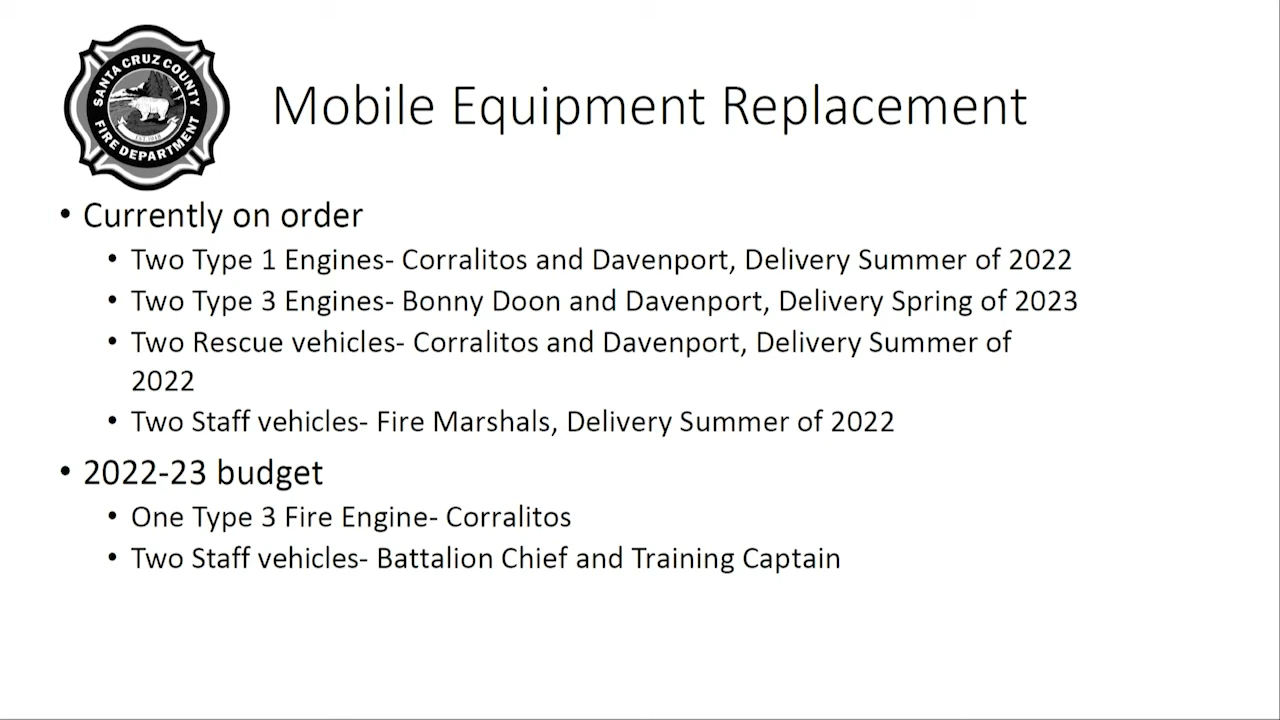 SANTA CRUZ COUNTY
FIRE DEPARTMENT
Mobile Equipment Replacement
• Currently on order
• Two Type 1 Engines- Corralitos and Davenport, Delivery Summer of 2022
• Two Type 3 Engines- Bonny Doon and Davenport, Delivery Spring of 2023
• Two Rescue vehicles- Corralitos and Davenport, Delivery Summer of
2022
• Two Staff vehicles- Fire Marshals, Delivery Summer of 2022
• 2022-23 budget
• One Type 3 Fire Engine- Corralitos
• Two Staff vehicles- Battalion Chief and Training Captain